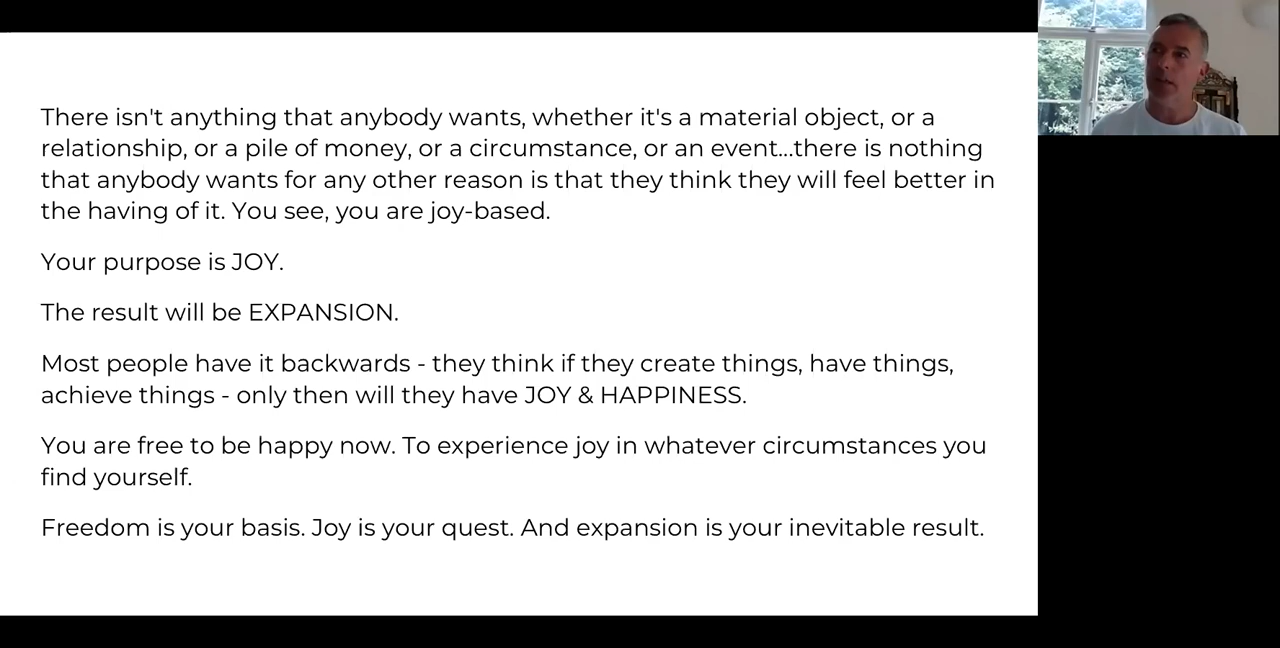 There isn't anything that anybody wants, whether it's a material object, or a
relationship, or a pile of money, or a circumstance, or an event...there is nothing
that anybody wants for any other reason is that they think they will feel better in
the having of it. You see, you are joy-based.
Your purpose is JOY.
The result will be EXPANSION.
Most people have it backwards - they think if they create things, have things,
achieve things - only then will they have JOY & HAPPINESS.
You are free to be happy now. To experience joy in whatever circumstances you
find yourself.
Freedom is your basis. Joy is your quest. And expansion is your inevitable result.